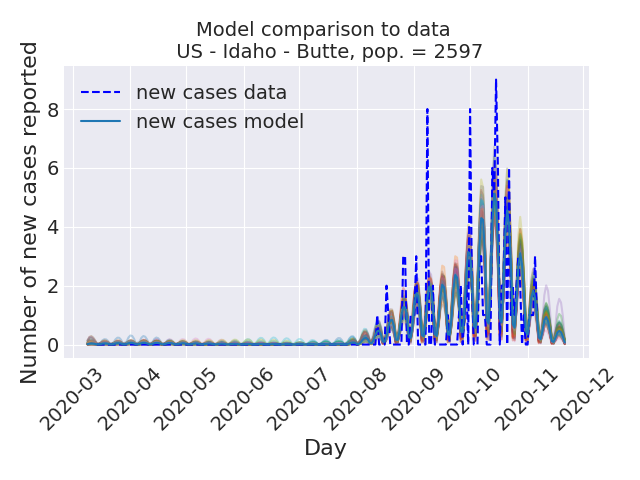 Model comparison to data
US - Idaho - Butte, pop. = 2597
Number of new cases reported
8
6
4
2
0
new cases data
new cases model
2020-03
2020-04
2020-05
2020-06
2020-07
2020-08
2020-09
2020-10
2020-11
2020-12
Day